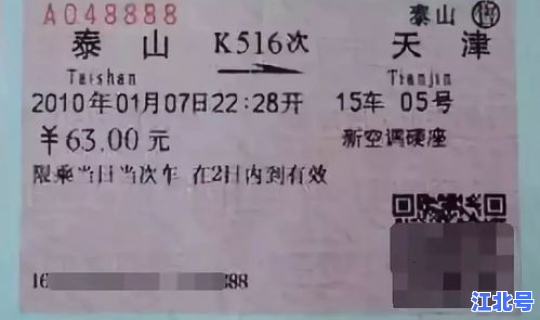 A048888
泰山 售
泰山 K516次 天津
Taishan Tianjin
2010年01月07日22:28开 15车 05号
￥63.00元 新空调硬座
限乘当日当次车 在2日内到有效
江北号